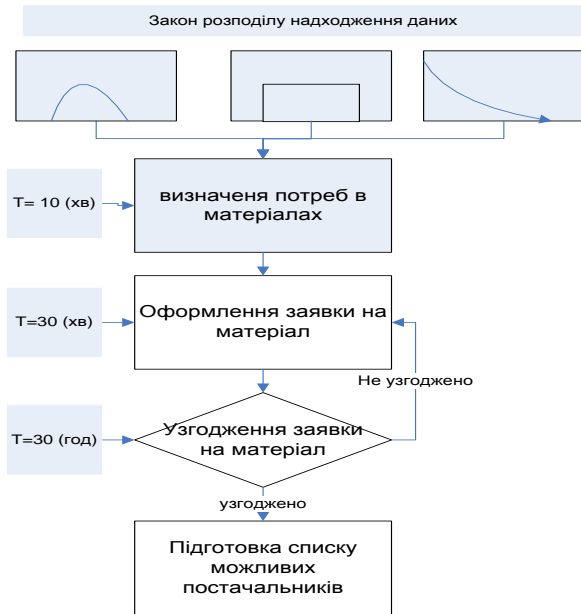 Закон розподілу надходження даних
Т= 10 (хв)
визначеня потреб в
матеріалах
Т=30 (хв)
Оформлення заявки на
матеріал
Не узгоджено
Т=30 (год)
Узгодження заявки
на матеріал
узгоджено
Підготовка списку
можливих
постачальників